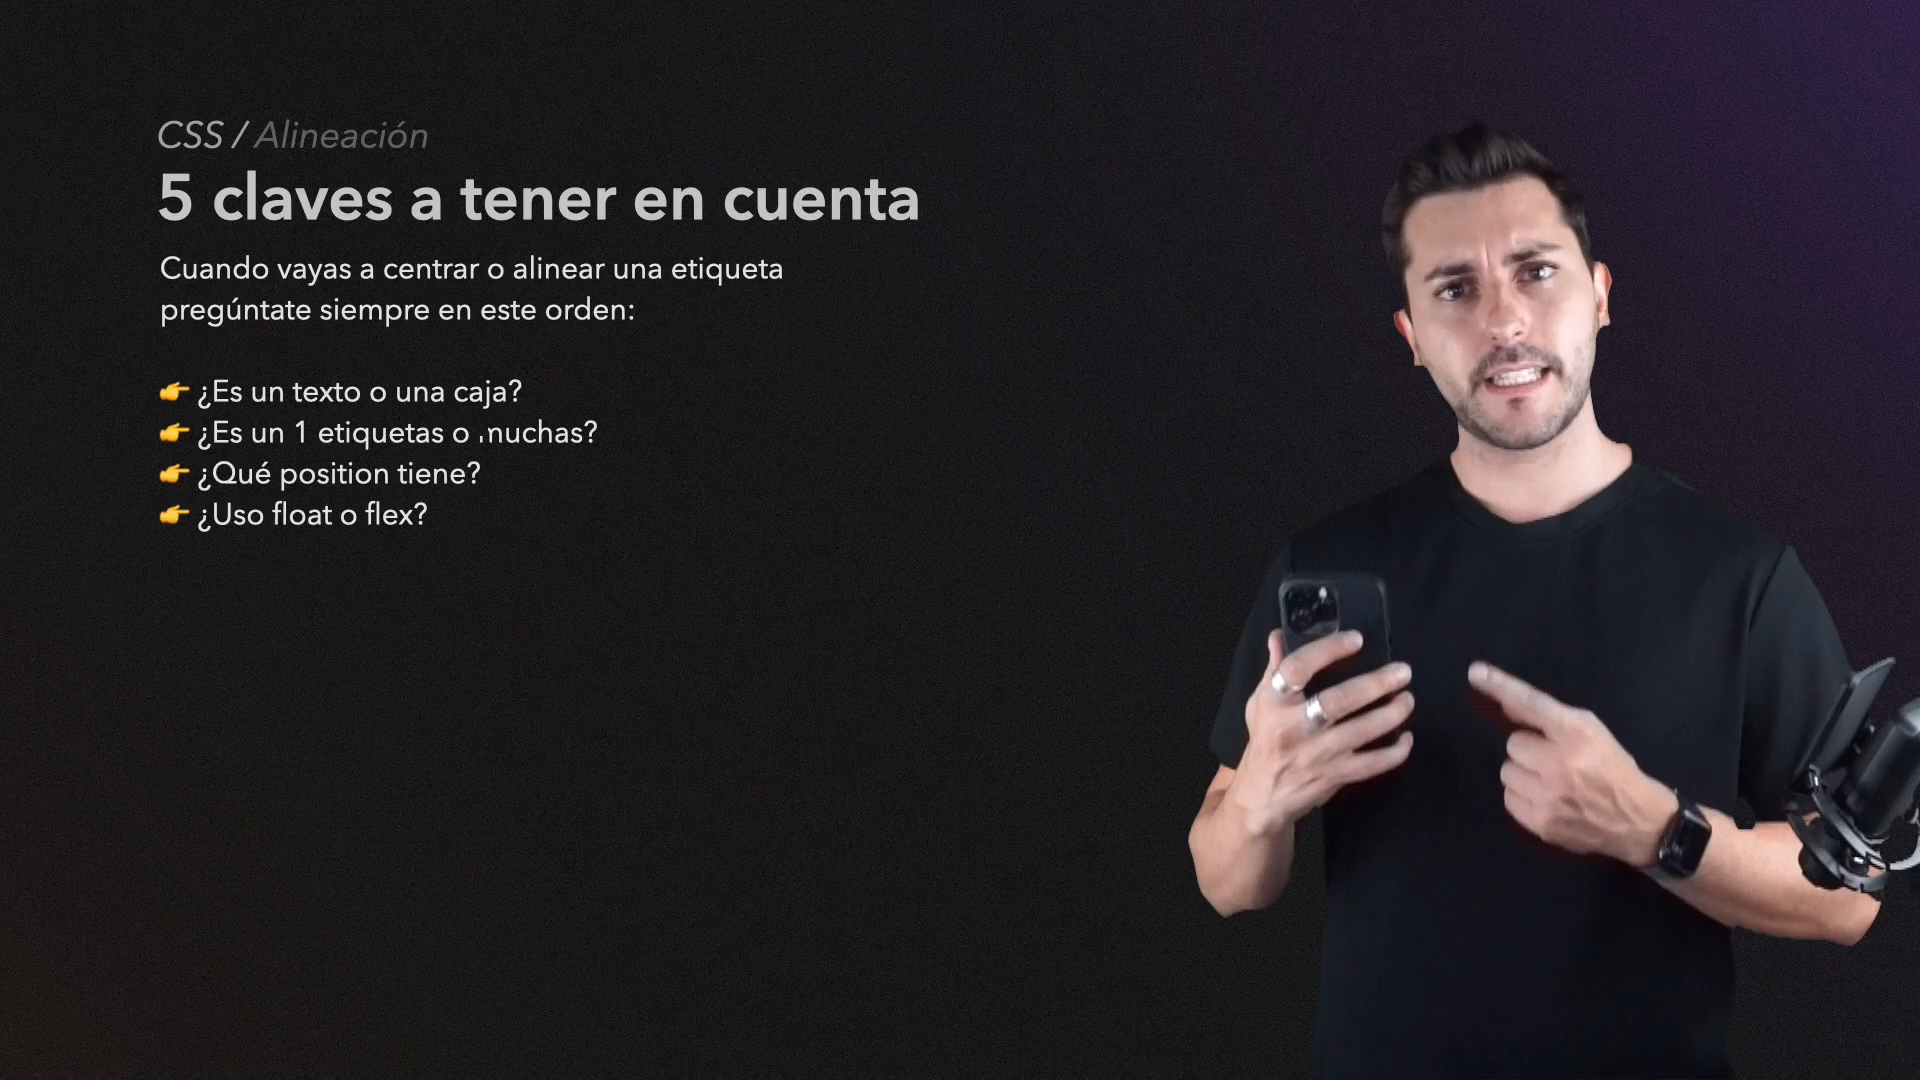 CSS / Alineación
5 claves a tener en cuenta
Cuando vayas a centrar o alinear una etiqueta
pregúntate siempre en este orden:
👉 ¿Es un texto o una caja?
👉 ¿Es un 1 etiquetas o muchas?
👉 ¿Qué position tiene?
👉 ¿Uso float o flex?